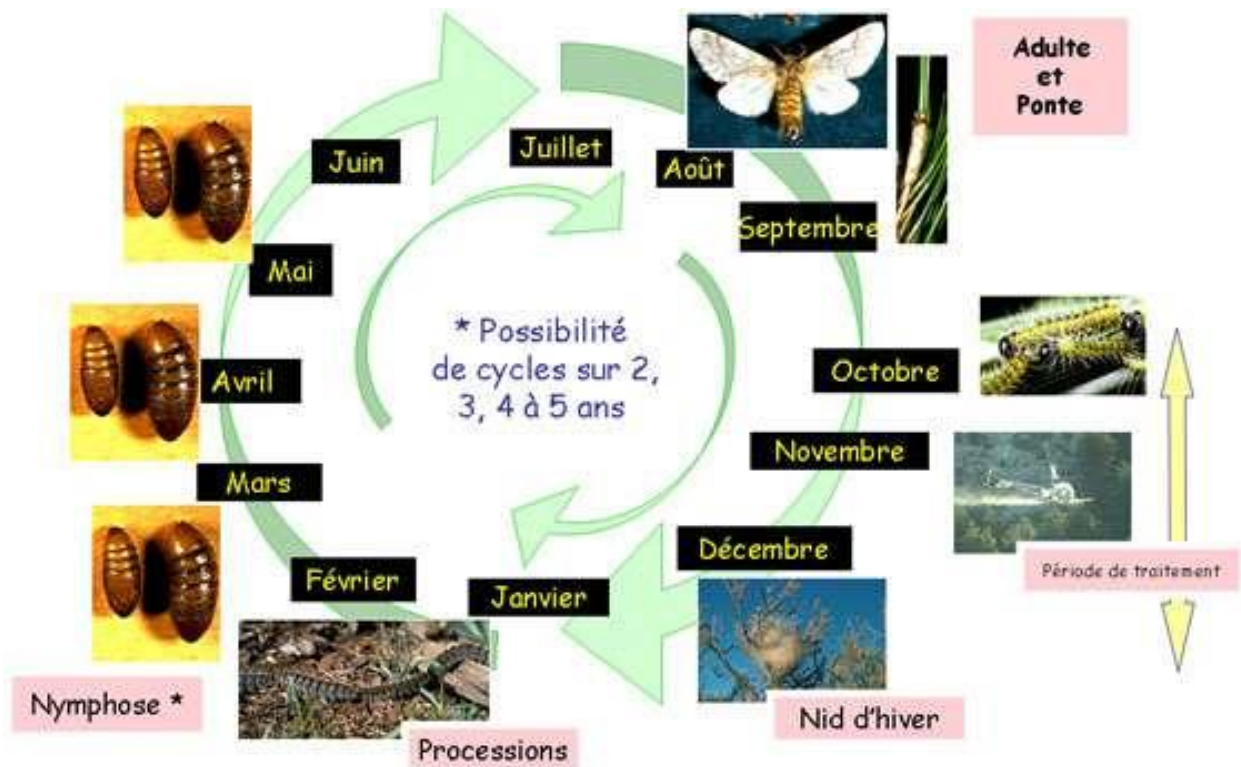 Adulte
et
Ponte
Juin
Juillet
Août
Septembre
Mai
* Possibilité
de cycles sur 2,
3, 4 à 5 ans
Octobre
Avril
Novembre
Mars
Décembre
Période de traitement
Février
Janvier
Nymphose *
Nid d'hiver
Processions